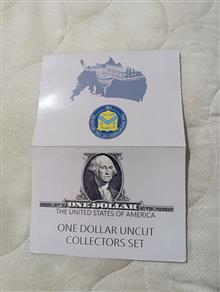 ONE DOLLAR
THE UNITED STATES OF AMERICA
ONE DOLLAR UNCUT
COLLECTORS SET